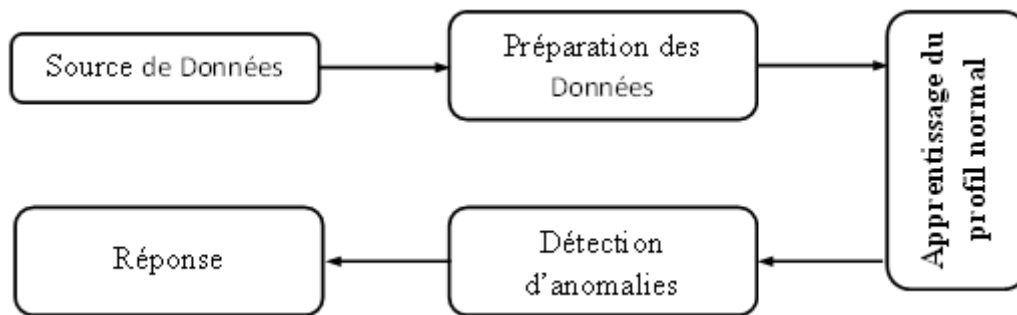 Source de Données
Préparation des
Données
Apprentissage du
profil normal
Détection
d'anomalies
Réponse